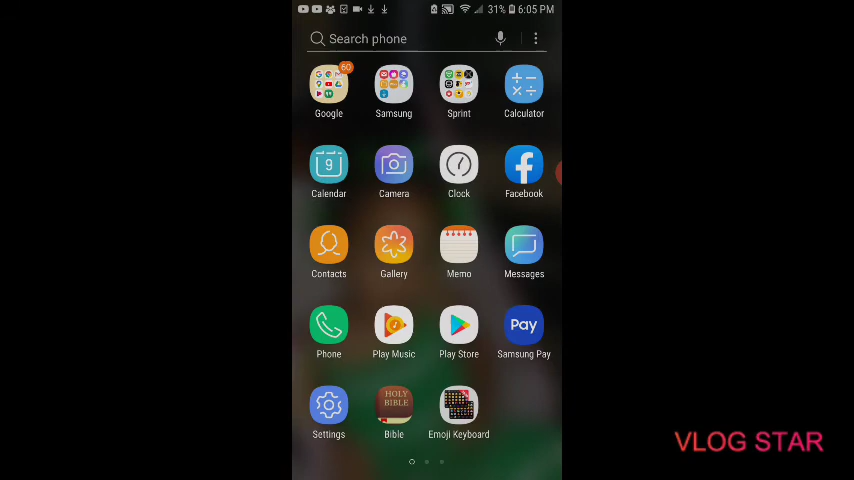 31% 6:05 PM
Search phone
60
Google Samsung Sprint Calculator
9
Calendar Camera Clock Facebook
Contacts Gallery Memo Messages
Pay
Phone Play Music Play Store Samsung Pay
HOLY
BIBLE
Settings Bible Emoji Keyboard
VLOG STAR